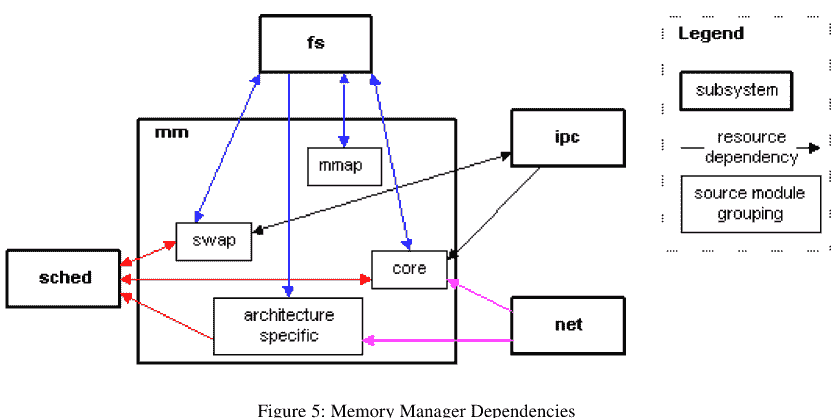 fs
Legend
subsystem
resource
dependency
source module
grouping
mm
mmap
ipc
swap
core
sched
architecture
specific
net
Figure 5: Memory Manager Dependencies